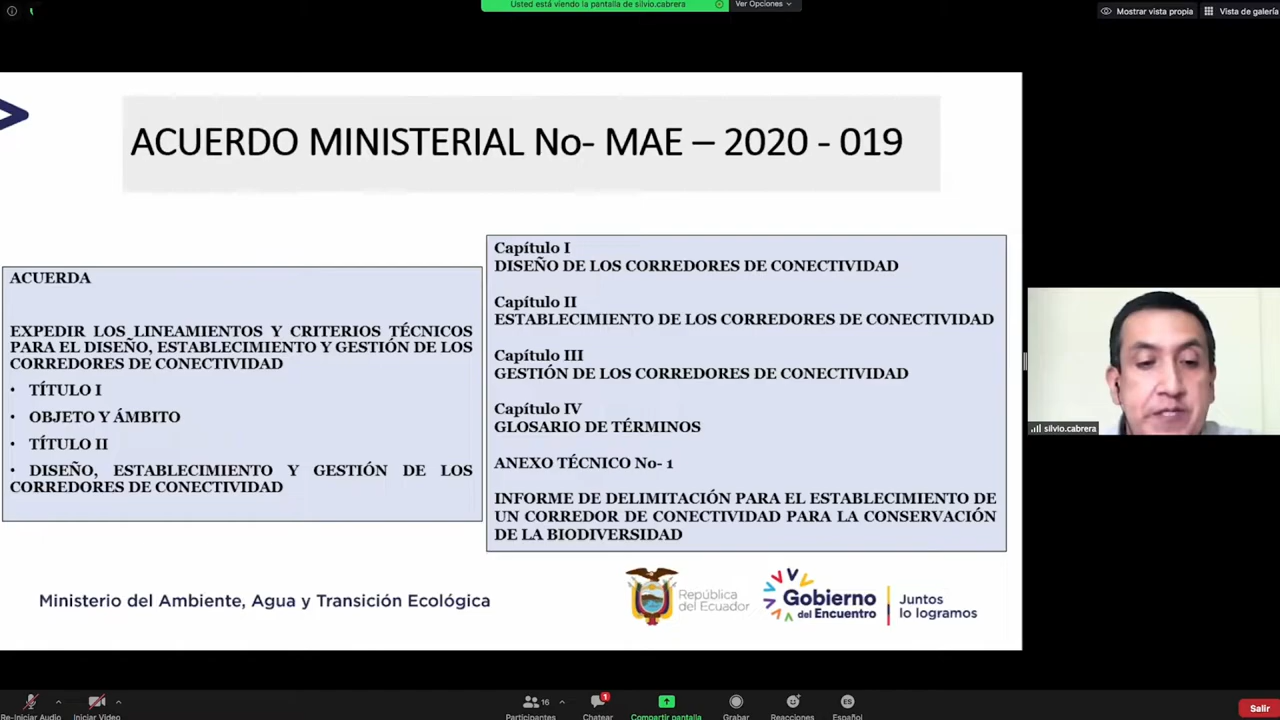 Usted está viendo la pantalla de silvio.cabrera
Ver Opciones
Mostrar vista propia
Vista de galería
ACUERDO MINISTERIAL No- MAE – 2020 - 019
ACUERDA
EXPEDIR LOS LINEAMIENTOS Y CRITERIOS TÉCNICOS
PARA EL DISEÑO, ESTABLECIMIENTO Y GESTIÓN DE LOS
CORREDORES DE CONECTIVIDAD
• TÍTULO I
• OBJETO Y ÁMBITO
• TÍTULO II
• DISEÑO, ESTABLECIMIENTO Y GESTIÓN DE LOS
CORREDORES DE CONECTIVIDAD
Capítulo I
DISEÑO DE LOS CORREDORES DE CONECTIVIDAD
Capítulo II
ESTABLECIMIENTO DE LOS CORREDORES DE CONECTIVIDAD
Capítulo III
GESTIÓN DE LOS CORREDORES DE CONECTIVIDAD
Capítulo IV
GLOSARIO DE TÉRMINOS
ANEXO TÉCNICO No- 1
INFORME DE DELIMITACIÓN PARA EL ESTABLECIMIENTO DE
UN CORREDOR DE CONECTIVIDAD PARA LA CONSERVACIÓN
DE LA BIODIVERSIDAD
silvio.cabrera
Ministerio del Ambiente, Agua y Transición Ecológica
República
del Ecuador
Gobierno
del Encuentro
Juntos
lo logramos
Re-Iniciar Audio
Iniciar Video
16
Participantes
1
Chatear
Compartir pantalla
Grabar
Reacciones
ES
Español
Salir